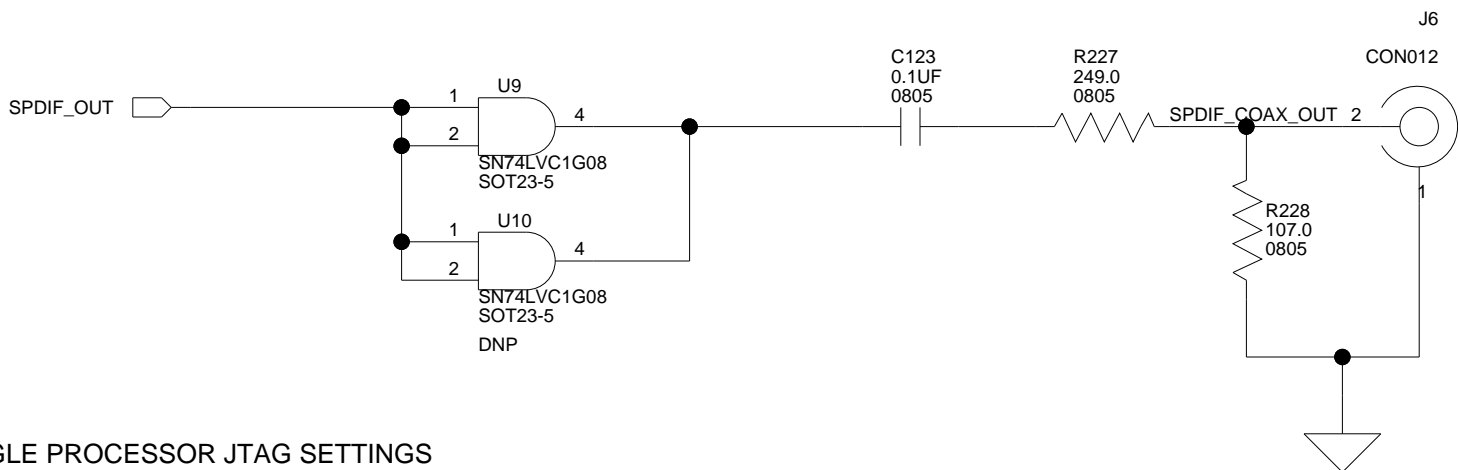 J6
CON012
C123
0.1UF
0805
R227
249.0
0805
SPDIF_OUT
U9
1
2
4
SN74LVC1G08
SOT23-5
SPDIF_COAX_OUT 2
1
U10
1
2
4
SN74LVC1G08
SOT23-5
DNP
R228
107.0
0805
GLE PROCESSOR JTAG SETTINGS